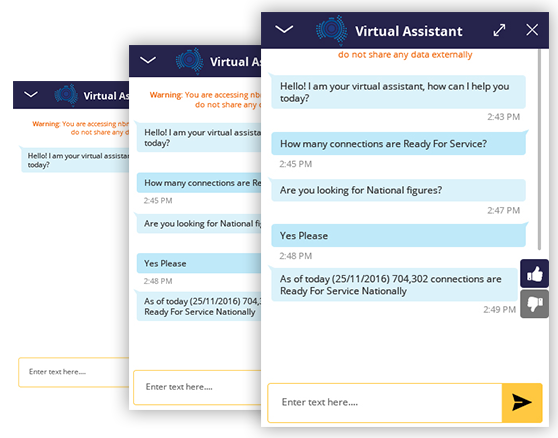 Virtual As
Warning: You are accessing nb
do not share any d
Hello! I am your virtual assistan
today?
Enter text here....
Virtual A
Warning: You are accessing nbn
do not share any da
Hello! I am your virtual assista
today?
How many connections are Re
2:45 PM
Are you looking for National fig
Yes Please
2:48 PM
As of today (25/11/2016) 704,3
Ready For Service Nationally
Enter text here....
Virtual Assistant
do not share any data externally
Hello! I am your virtual assistant, how can I help you
today?
2:43 PM
How many connections are Ready For Service?
2:45 PM
Are you looking for National figures?
2:47 PM
Yes Please
2:48 PM
As of today (25/11/2016) 704,302 connections are
Ready For Service Nationally
2:49 PM
Enter text here....